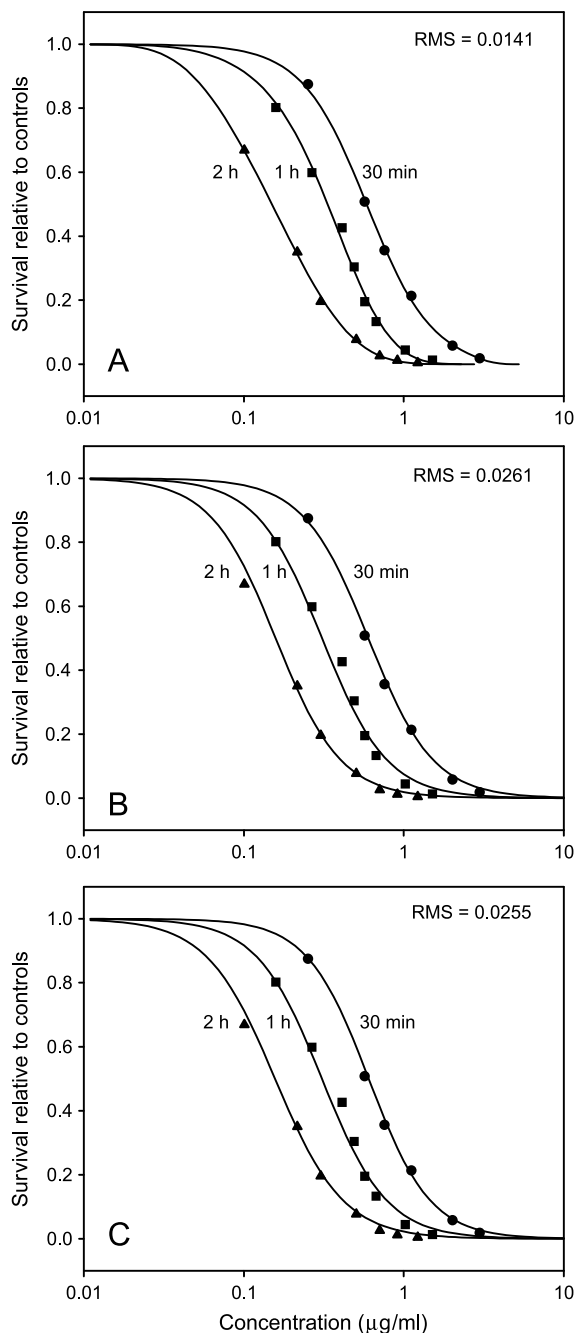 RMS = 0.0141
1.0
0.8
0.6
0.4
0.2
0.0
Survival relative to controls
2 h
1 h
30 min
A
0.01
0.1
1
10
RMS = 0.0261
1.0
0.8
0.6
0.4
0.2
0.0
Survival relative to controls
2 h
1 h
30 min
B
0.01
0.1
1
10
RMS = 0.0255
1.0
0.8
0.6
0.4
0.2
0.0
Survival relative to controls
2 h
1 h
30 min
C
0.01
0.1
1
10
Concentration (μg/ml)